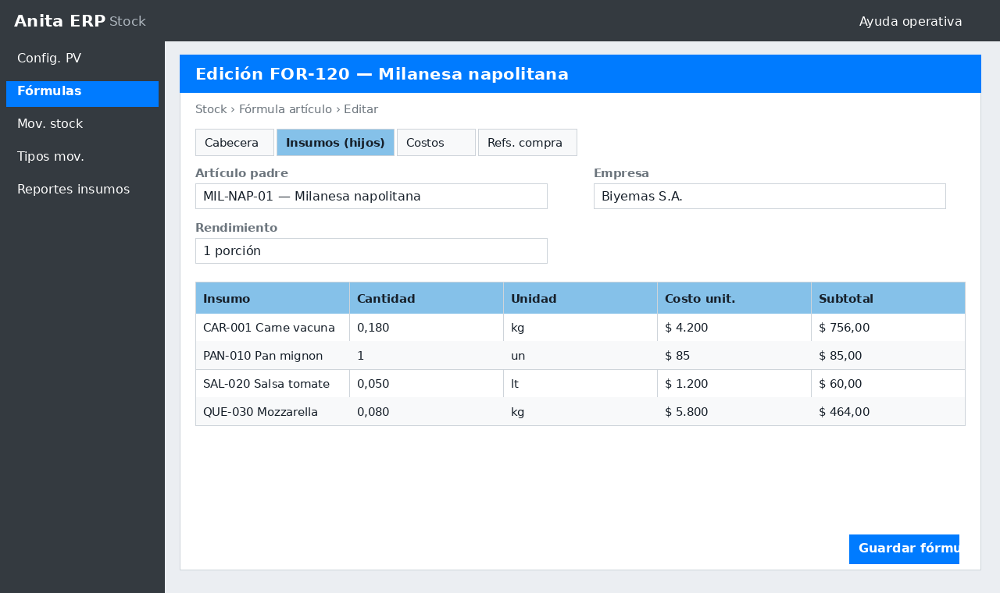 Anita ERP Stock Ayuda operativa
Config. PV
Fórmulas
Mov. stock
Tipos mov.
Reportes insumos
Edición FOR-120 — Milanesa napolitana
Stock › Fórmula artículo › Editar
Cabecera Insumos (hijos) Costos Refs. compra
Artículo padre Empresa
MIL-NAP-01 — Milanesa napolitana Biyemas S.A.
Rendimiento
1 porción
Insumo Cantidad Unidad Costo unit. Subtotal
CAR-001 Carne vacuna 0,180 kg $ 4.200 $ 756,00
PAN-010 Pan mignon 1 un $ 85 $ 85,00
SAL-020 Salsa tomate 0,050 lt $ 1.200 $ 60,00
QUE-030 Mozzarella 0,080 kg $ 5.800 $ 464,00
Guardar fórmu